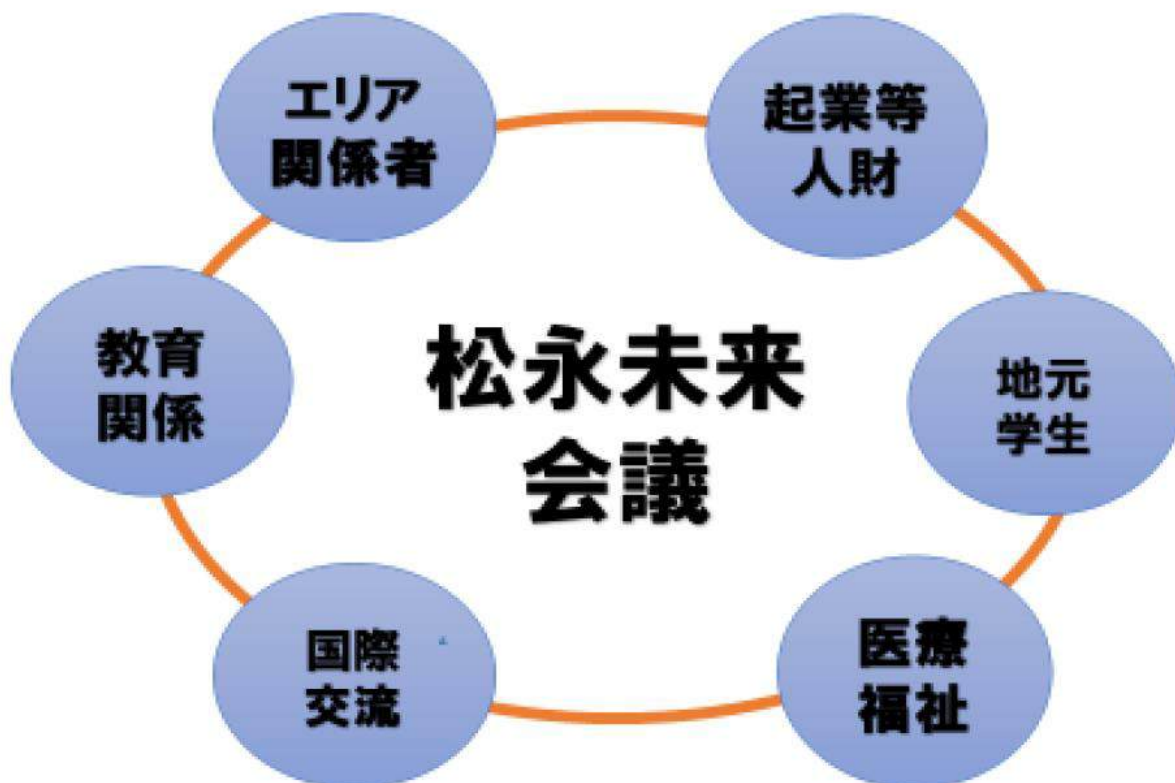 エリア
関係者
起業等
人財
教育
関係
松永未来
会議
地元
学生
国際
交流
医療
福祉